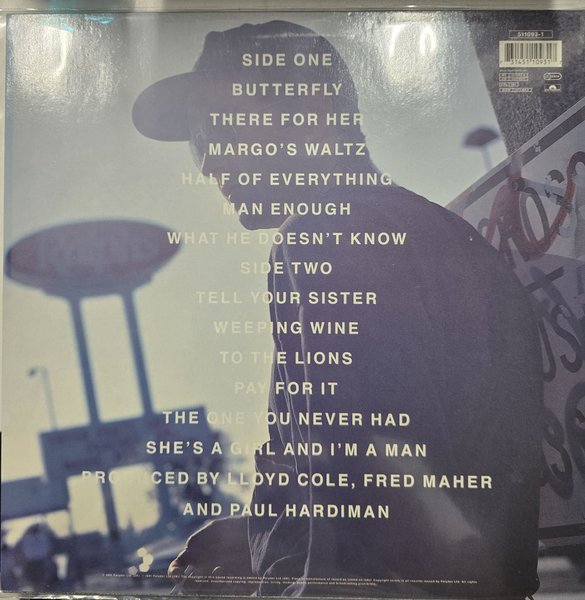 511093-1
SIDE ONE
BUTTERFLY
THERE FOR HER
MARGO'S WALTZ
HALF OF EVERYTHING
MAN ENOUGH
WHAT HE DOESN'T KNOW
SIDE TWO
TELL YOUR SISTER
WEEPING WINE
TO THE LIONS
PAY FOR IT
THE ONE YOU NEVER HAD
SHE'S A GIRL AND I'M A MAN
PRODUCED BY LLOYD COLE, FRED MAHER
AND PAUL HARDIMAN